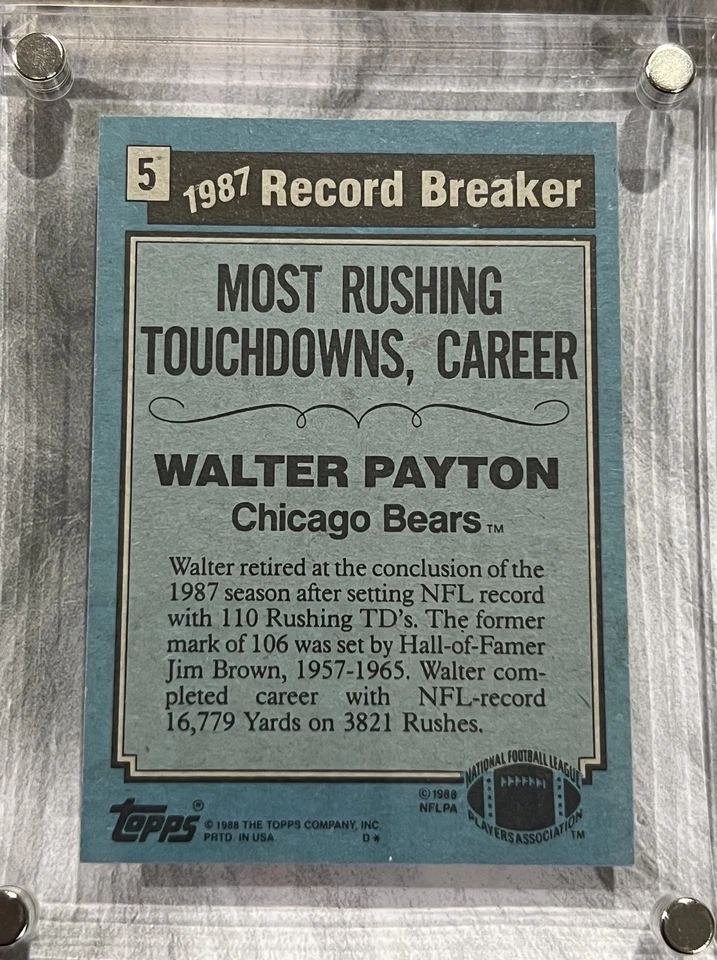 5
1987 Record Breaker
MOST RUSHING
TOUCHDOWNS, CAREER
WALTER PAYTON
Chicago Bears™
Walter retired at the conclusion of the
1987 season after setting NFL record
with 110 Rushing TD's. The former
mark of 106 was set by Hall-of-Famer
Jim Brown, 1957-1965. Walter com-
pleted career with NFL-record
16,779 Yards on 3821 Rushes.
NATIONAL FOOTBALL LEAGUE
PLAYERS ASSOCIATION™
©1988
NFLPA
Topps®
© 1988 THE TOPPS COMPANY, INC.
PRTD. IN USA. D*